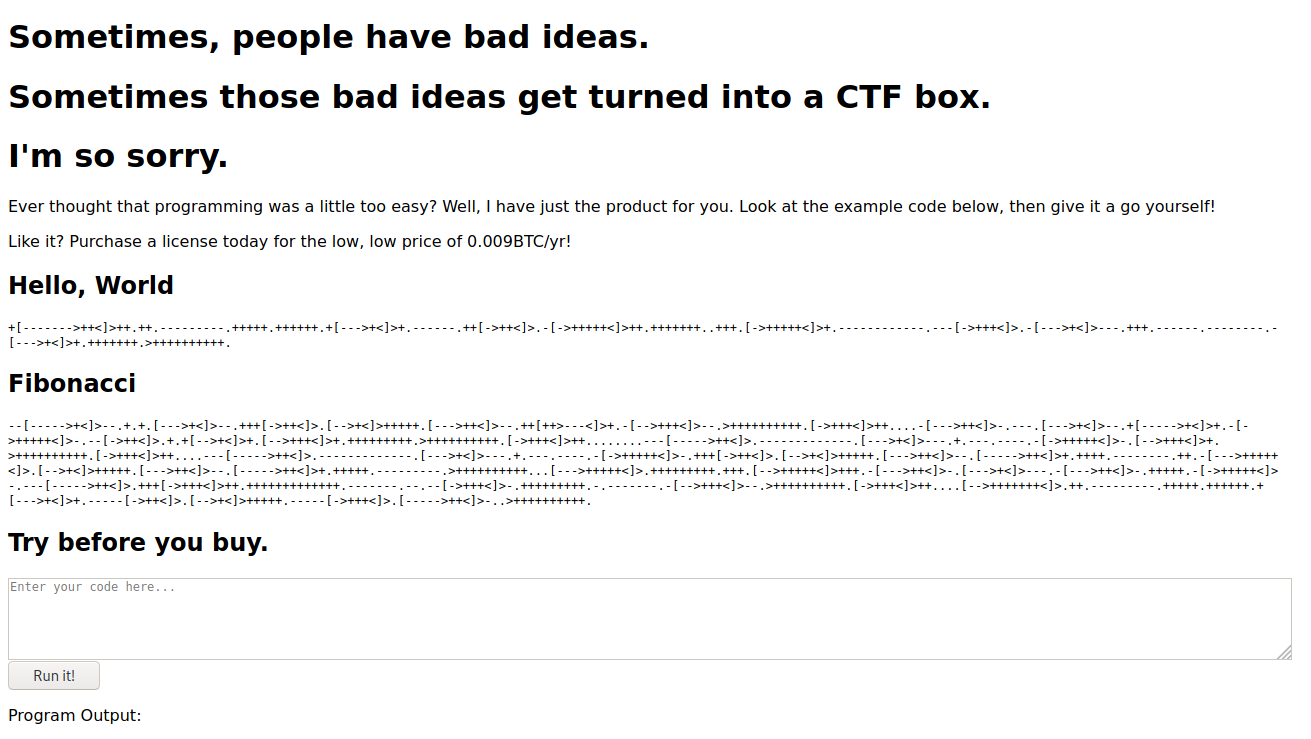 Sometimes, people have bad ideas.
Sometimes those bad ideas get turned into a CTF box.
I'm so sorry.
Ever thought that programming was a little too easy? Well, I have just the product for you. Look at the example code below, then give it a go yourself!
Like it? Purchase a license today for the low, low price of 0.009BTC/yr!
Hello, World
+[------->++<]>++.++.---------.+++++.++++++.+[--->+<]>+.------.++[->++<]>.-[->+++++<]>++.+++++++..+++.[->+++++<]>+.------------.---[->+++<]>.-[--->+<]>---.+++.------.--------.-
[--->+<]>+.+++++++.>++++++++++.
Fibonacci
--[----->+<]>--.+.+.[--->+<]>--.+++[->++<]>.[-->+<]>+++++.[--->++<]>--.++[++>---<]>+.-[-->+++<]>--.>++++++++++.[->+++<]>++....-[--->++<]>-.---.[--->+<]>--.+[----->+<]>+.-[-
>+++++<]>-.--[->++<]>.+.+[-->+<]>+.[-->+++<]>+.+++++++++.>++++++++++.[->+++<]>++........---[----->++<]>.------------.[--->+<]>---.+.---.----.-[->+++++<]>-.[-->+++<]>+.
>++++++++++.[->+++<]>++....---[----->++<]>.-------------.[--->+<]>---.+.---.----.-[->+++++<]>-.+++[->++<]>.[-->+<]>+++++.[--->++<]>--.[----->++<]>+.++++.--------.++.-[--->+++++
<]>.[-->+<]>+++++.[--->++<]>--.[----->++<]>+.+++++.---------.>++++++++++...[--->+++++<]>.+++++++++.+++.[-->+++++<]>+++.-[--->++<]>-.[--->+<]>---.-[--->++<]>-.+++++.-[->+++++<]>
-.---[----->++<]>.+++[->+++<]>++.+++++++++++++.-------.--.--[->+++<]>-.+++++++++.-.-------.-[-->+++<]>--.>++++++++++.[->+++<]>++....[-->+++++++<]>.++.---------.+++++.++++++.+
[--->+<]>+.-----[->++<]>.[-->+<]>+++++.-----[->+++<]>.[----->++<]>-..>++++++++++.
Try before you buy.
Enter your code here...
Run it!
Program Output: